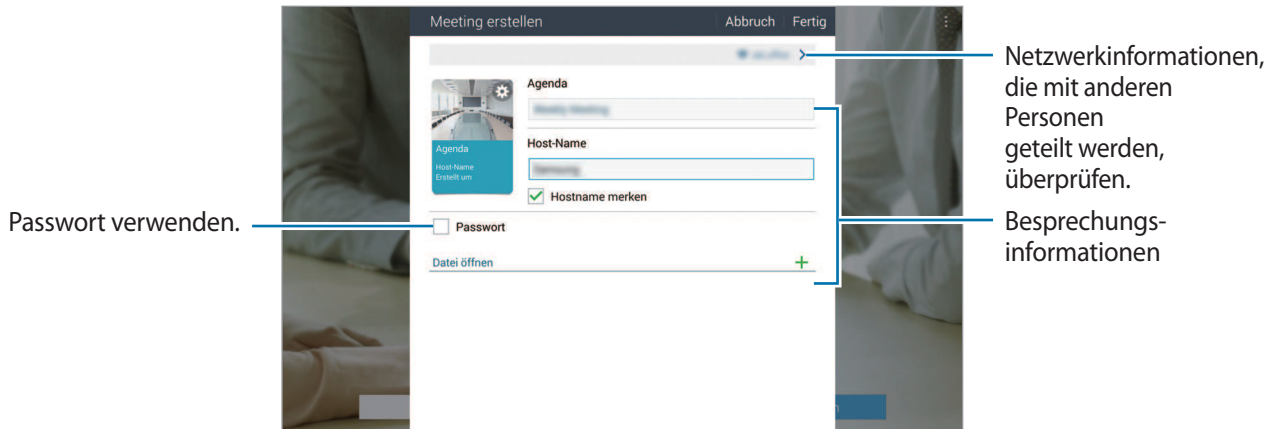 Meeting erstellen
Abbruch
Fertig
Agenda
Agenda
Host-Name
Erstellt um
Host-Name
Hostname merken
Passwort
Datei öffnen
Passwort verwenden.
Netzwerkinformationen,
die mit anderen
Personen
geteilt werden,
überprüfen.
Besprechungs-
informationen